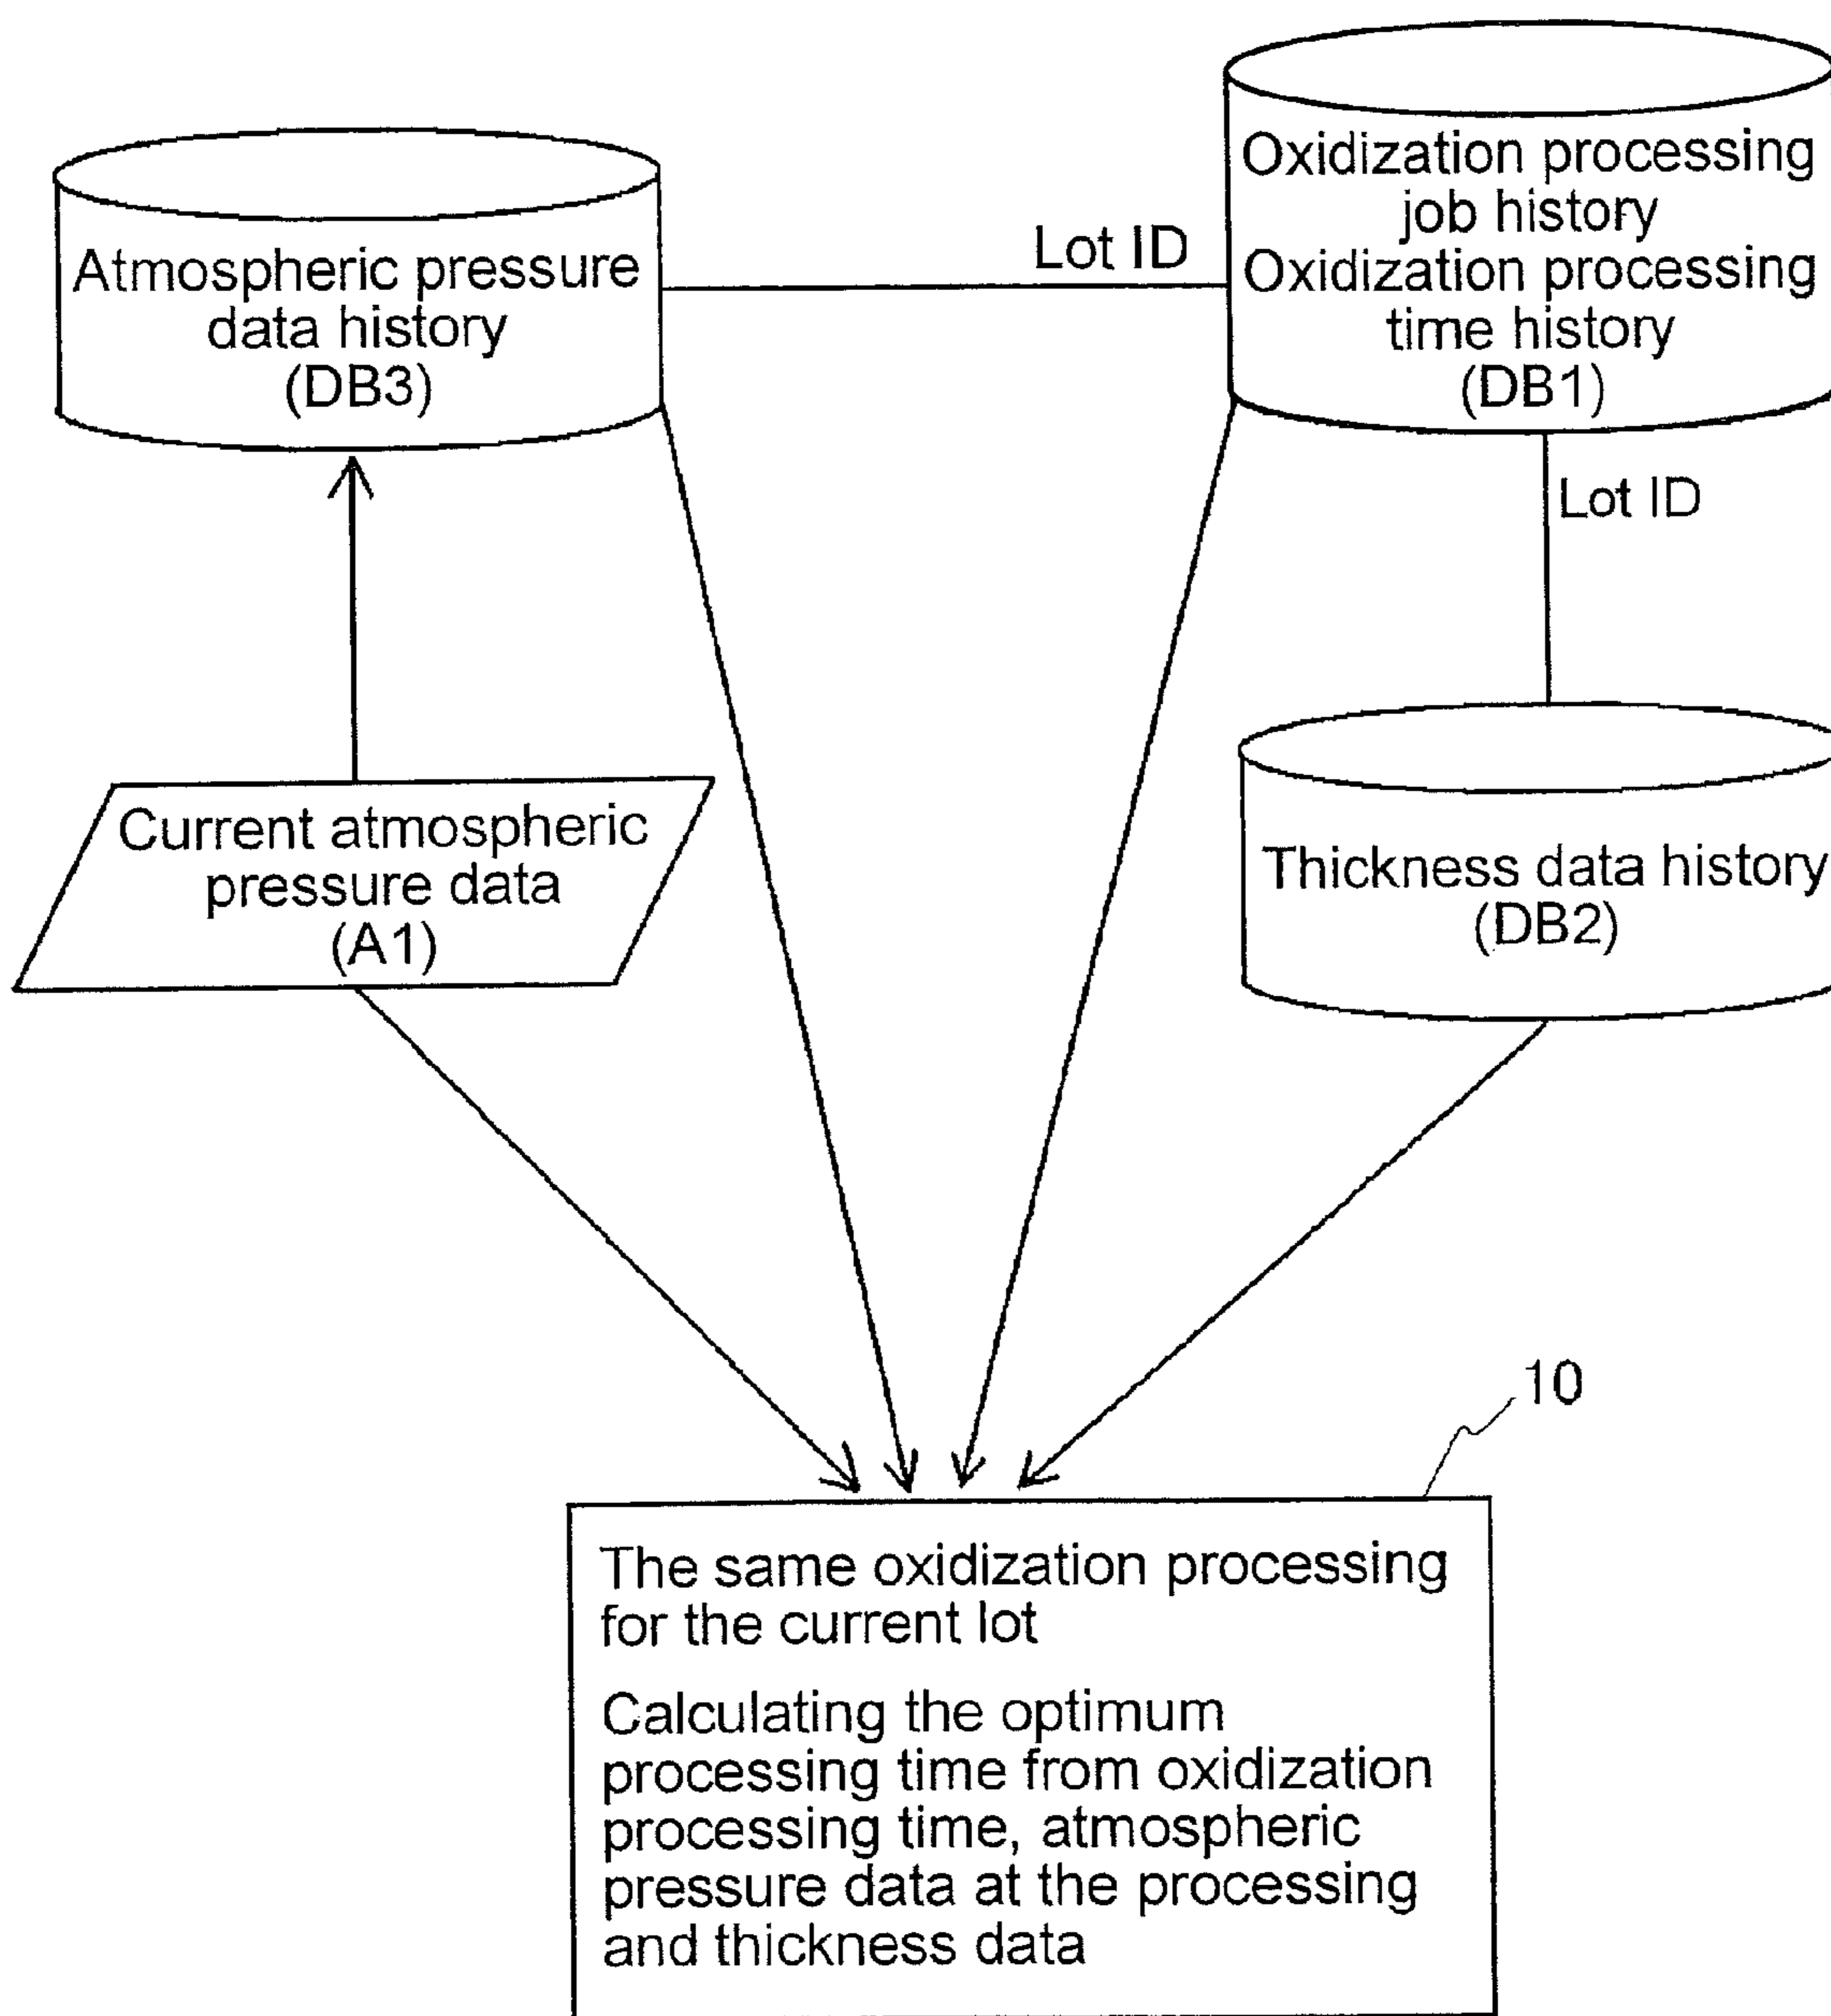 Atmospheric pressure
data history
(DB3)
Lot ID
Oxidization processing
job history
Oxidization processing
time history
(DB1)
Lot ID
Current atmospheric
pressure data
(A1)
Thickness data history
(DB2)
10
The same oxidization processing
for the current lot
Calculating the optimum
processing time from oxidization
processing time, atmospheric
pressure data at the processing
and thickness data